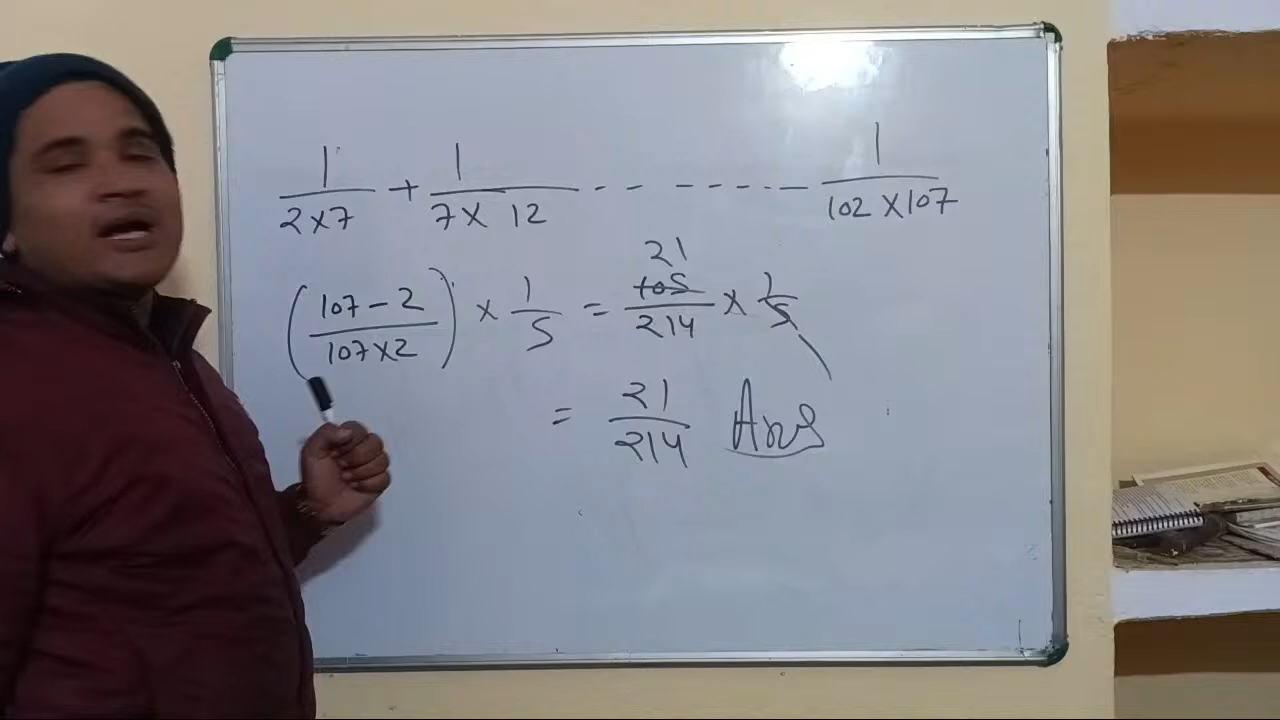 1/(2×7) + 1/(7× 12) -- -----1/(102×107)
((107-2)/(107×2)) × 1/5 = 21 105/214 × 1/5
= 21/214 Ans